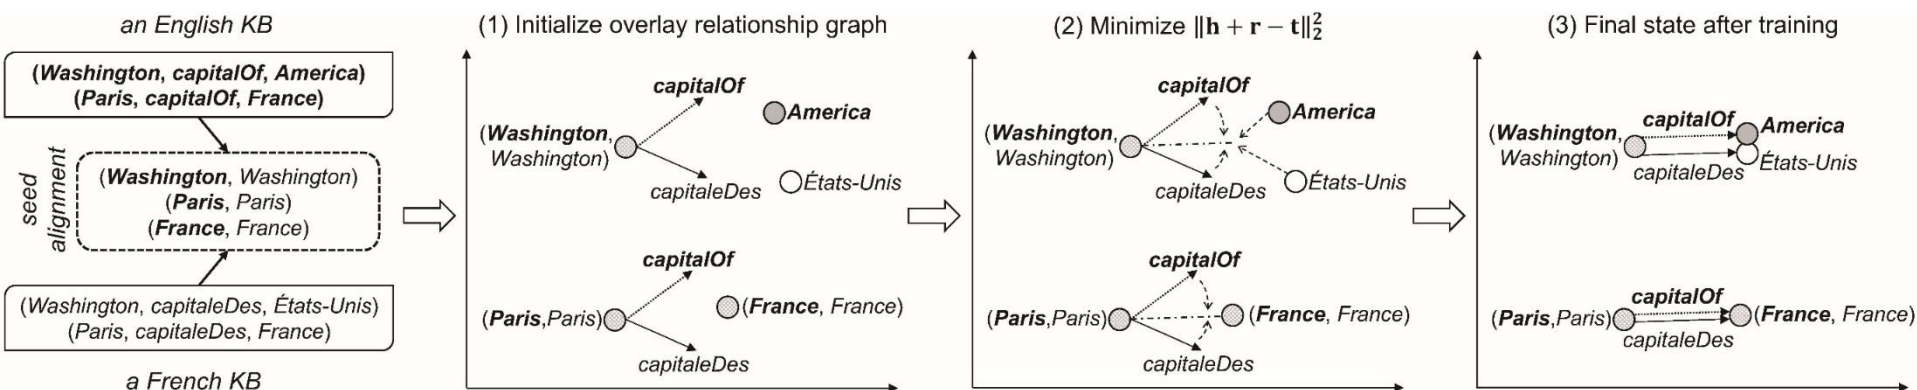 an English KB
(Washington, capitalOf, America)
(Paris, capitalOf, France)
seed
alignment
(Washington, Washington)
(Paris, Paris)
(France, France)
(Washington, capitaleDes, États-Unis)
(Paris, capitaleDes, France)
a French KB
(1) Initialize overlay relationship graph
capitalOf
America
(Washington,
Washington)
capitaleDes
États-Unis
capitalOf
(Paris,Paris)
(France, France)
capitaleDes
(2) Minimize ‖h + r − t‖₂²
capitalOf
America
(Washington,
Washington)
capitaleDes
États-Unis
capitalOf
(Paris,Paris)
(France, France)
capitaleDes
(3) Final state after training
capitalOf
America
(Washington,
Washington)
capitaleDes
États-Unis
capitalOf
(Paris,Paris)
(France, France)
capitaleDes